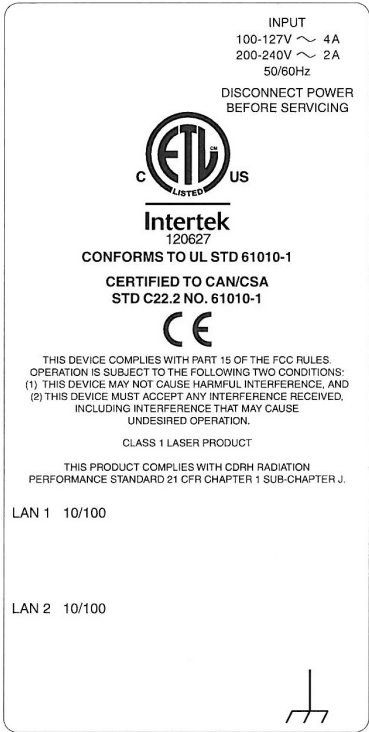 INPUT
100-127V ～ 4A
200-240V ～ 2A
50/60Hz
DISCONNECT POWER
BEFORE SERVICING
ETL CM
C US
LISTED
Intertek
120627
CONFORMS TO UL STD 61010-1
CERTIFIED TO CAN/CSA
STD C22.2 NO. 61010-1
CE
THIS DEVICE COMPLIES WITH PART 15 OF THE FCC RULES.
OPERATION IS SUBJECT TO THE FOLLOWING TWO CONDITIONS:
(1) THIS DEVICE MAY NOT CAUSE HARMFUL INTERFERENCE, AND
(2) THIS DEVICE MUST ACCEPT ANY INTERFERENCE RECEIVED,
INCLUDING INTERFERENCE THAT MAY CAUSE
UNDESIRED OPERATION.
CLASS 1 LASER PRODUCT
THIS PRODUCT COMPLIES WITH CDRH RADIATION
PERFORMANCE STANDARD 21 CFR CHAPTER 1 SUB-CHAPTER J.
LAN 1 10/100
LAN 2 10/100